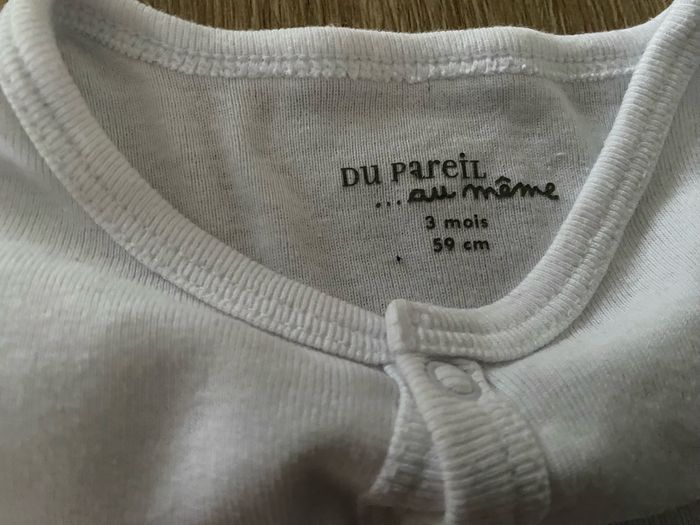 DU PAREIL
... au même
3 mois
59 cm